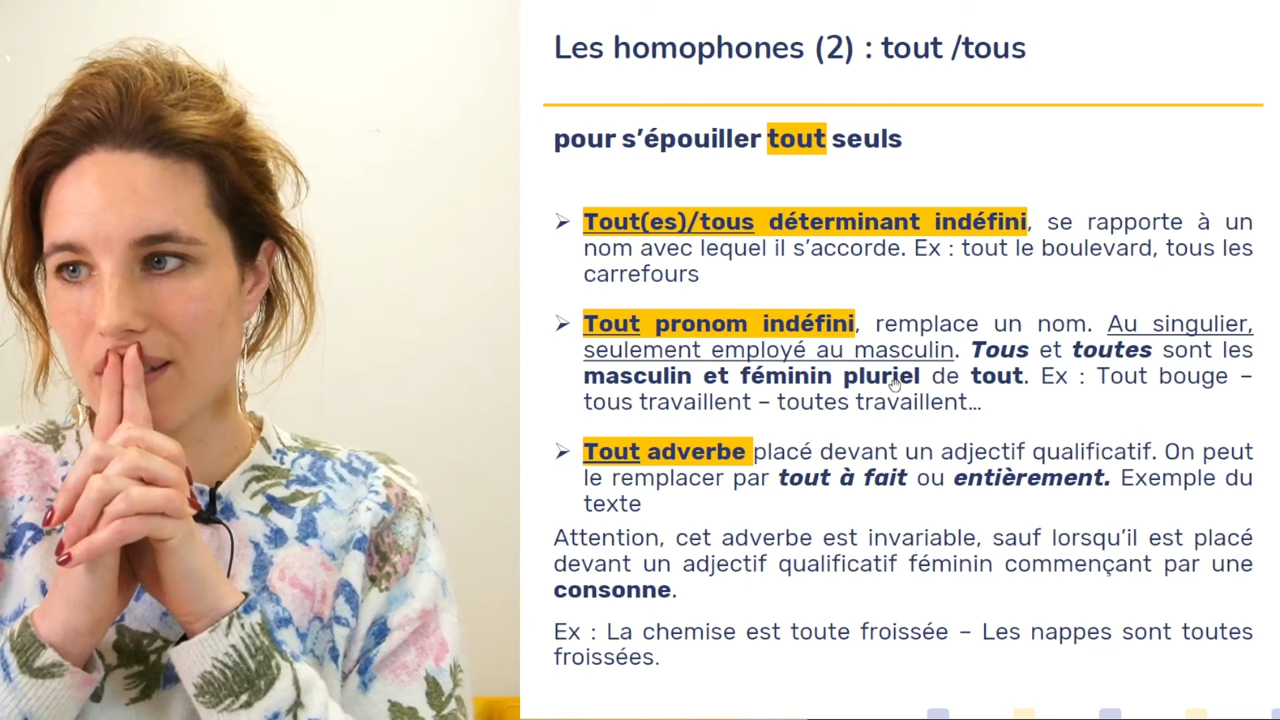 Les homophones (2) : tout /tous
pour s’épouiller tout seuls
➢ Tout(es)/tous déterminant indéfini, se rapporte à un
nom avec lequel il s’accorde. Ex : tout le boulevard, tous les
carrefours
➢ Tout pronom indéfini, remplace un nom. Au singulier,
seulement employé au masculin. Tous et toutes sont les
masculin et féminin pluriel de tout. Ex : Tout bouge –
tous travaillent – toutes travaillent…
➢ Tout adverbe placé devant un adjectif qualificatif. On peut
le remplacer par tout à fait ou entièrement. Exemple du
texte
Attention, cet adverbe est invariable, sauf lorsqu’il est placé
devant un adjectif qualificatif féminin commençant par une
consonne.
Ex : La chemise est toute froissée – Les nappes sont toutes
froissées.